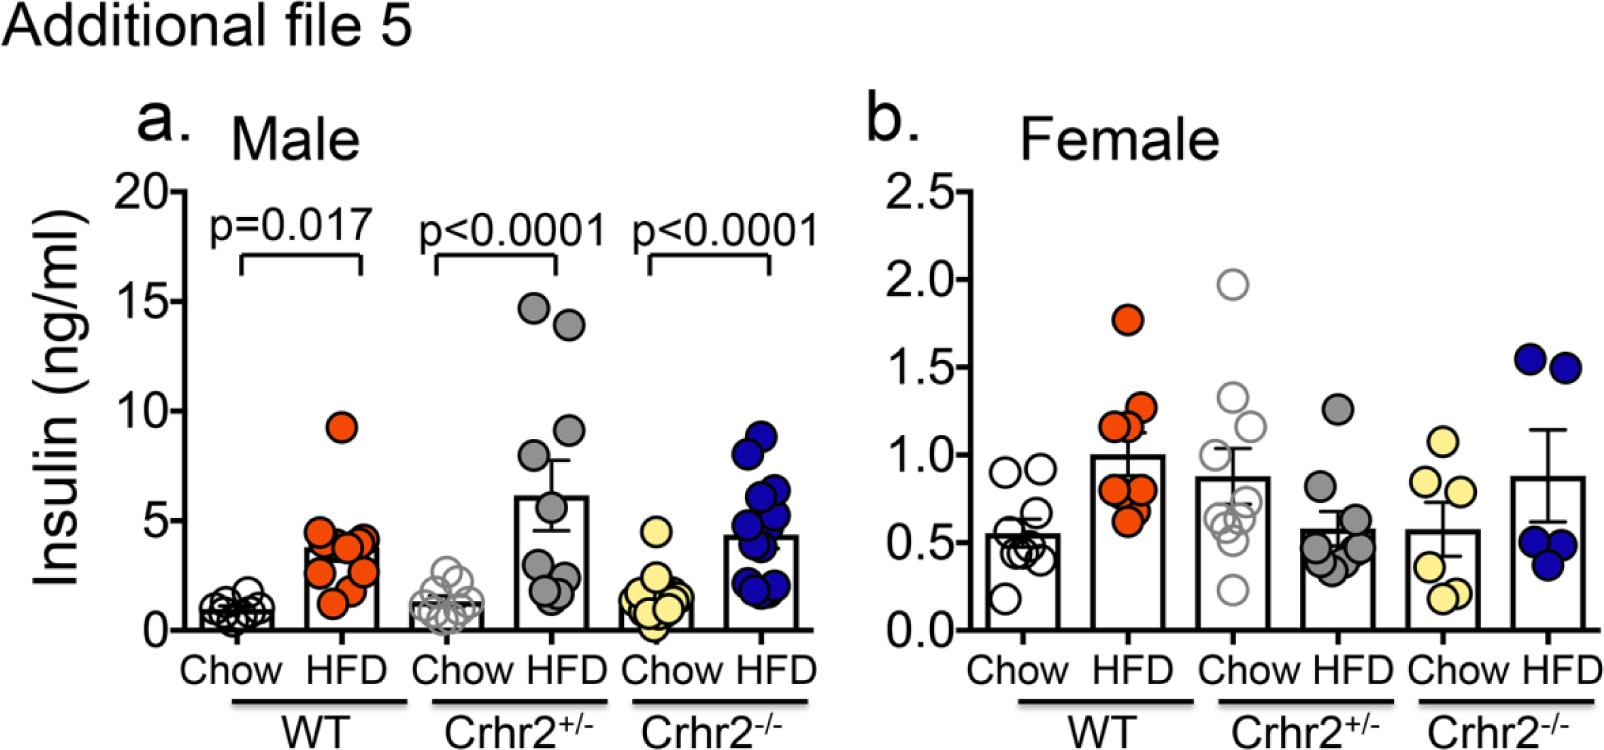 Additional file 5
a. Male
b. Female
Insulin (ng/ml)
20
15
10
5
0
p=0.017
p<0.0001
p<0.0001
Chow HFD Chow HFD Chow HFD
WT Crhr2+/- Crhr2-/-
2.5
2.0
1.5
1.0
0.5
0.0
Chow HFD Chow HFD Chow HFD
WT Crhr2+/- Crhr2-/-